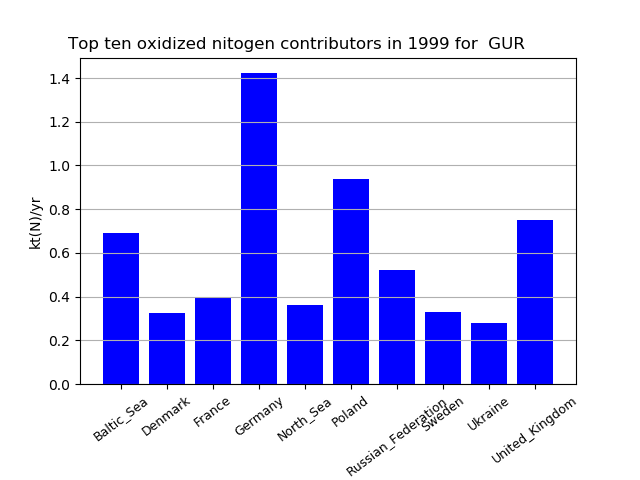 Top ten oxidized nitogen contributors in 1999 for  GUR
kt(N)/yr
1.4
1.2
1.0
0.8
0.6
0.4
0.2
0.0
Baltic_Sea
Denmark
France
Germany
North_Sea
Poland
Russian_Federation
Sweden
Ukraine
United_Kingdom